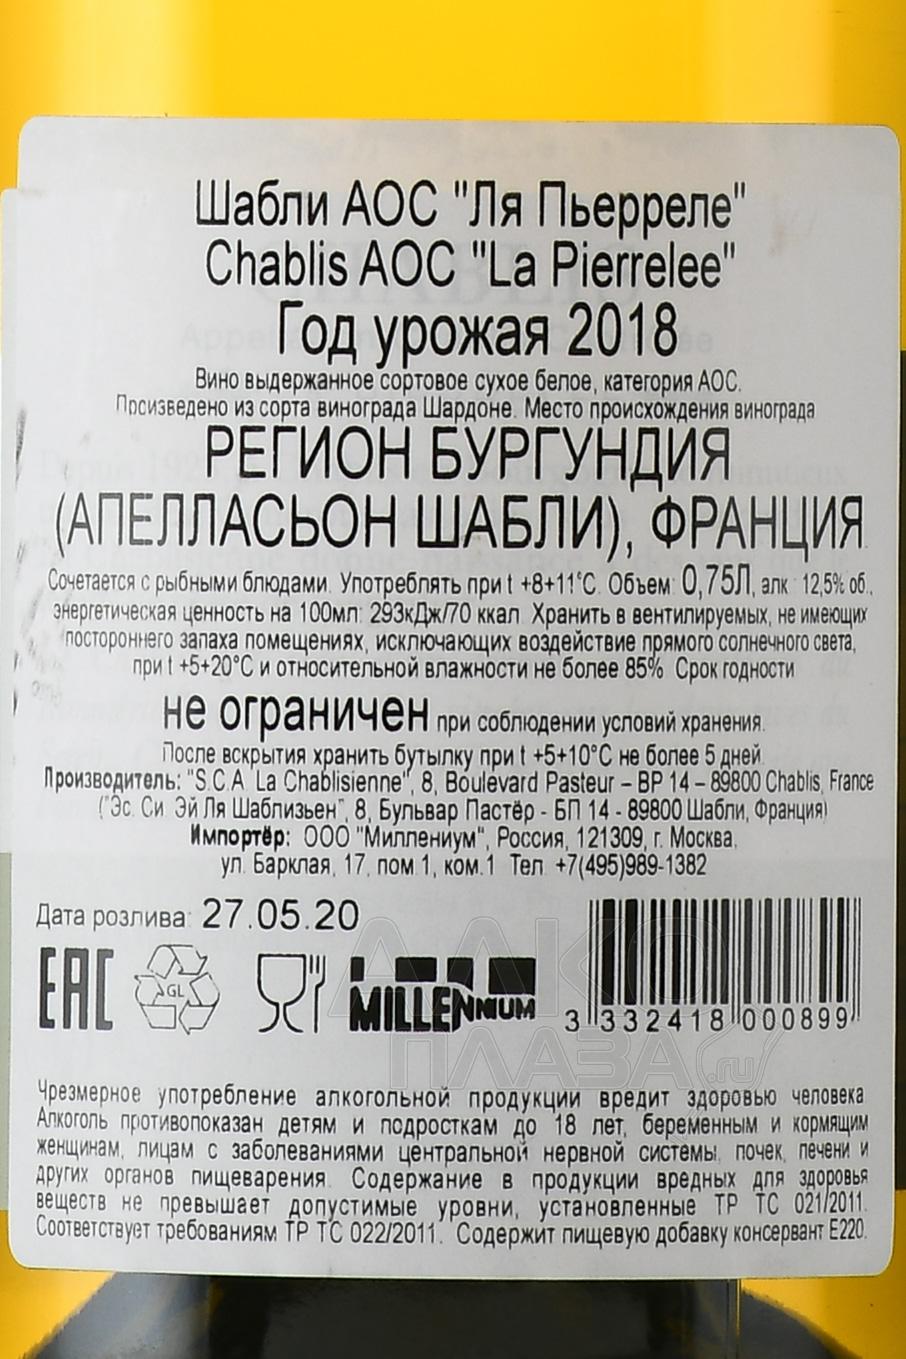 Шабли АОС "Ля Пьерреле"
Chablis AOC "La Pierrelee"
Год урожая 2018
Вино выдержанное сортовое сухое белое, категория АОС.
Произведено из сорта винограда Шардоне. Место происхождения винограда
РЕГИОН БУРГУНДИЯ
(АПЕЛЛАСЬОН ШАБЛИ), ФРАНЦИЯ
Сочетается с рыбными блюдами. Употреблять при t +8+11°С. Объем: 0,75Л, алк. 12,5% об.,
энергетическая ценность на 100мл: 293кДж/70 ккал. Хранить в вентилируемых, не имеющих
постороннего запаха помещениях, исключающих воздействие прямого солнечного света,
при t +5+20°С и относительной влажности не более 85%. Срок годности
не ограничен при соблюдении условий хранения.
После вскрытия хранить бутылку при t +5+10°С не более 5 дней.
Производитель: "S.C.A. La Chablisienne", 8, Boulevard Pasteur – BP 14 – 89800 Chablis, France
("Эс. Си. Эй Ля Шаблизьен", 8, Бульвар Пастёр - БП 14 - 89800 Шабли, Франция)
Импортёр: ООО "Миллениум", Россия, 121309, г. Москва,
ул. Барклая, 17, пом.1, ком.1 Тел. +7(495)989-1382
Дата розлива: 27.05.20
EAC GL MILLENNIUM
3 332418 000899
АЛКО
ПЛАЗА.ru
Чрезмерное употребление алкогольной продукции вредит здоровью человека
Алкоголь противопоказан детям и подросткам до 18 лет, беременным и кормящим
женщинам, лицам с заболеваниями центральной нервной системы, почек, печени и
других органов пищеварения. Содержание в продукции вредных для здоровья
веществ не превышает допустимые уровни, установленные ТР ТС 021/2011.
Соответствует требованиям ТР ТС 022/2011. Содержит пищевую добавку консервант Е220.